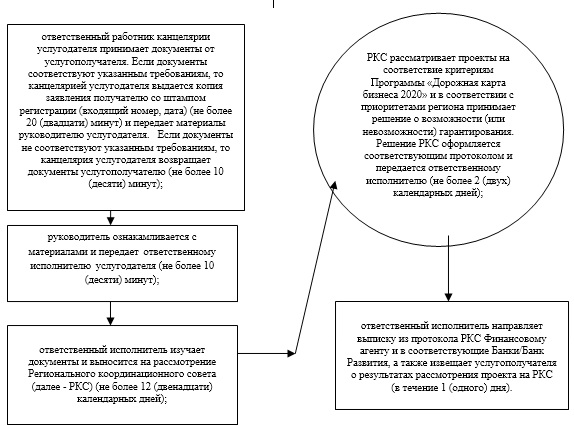 ответственный работник канцелярии
услугодателя принимает документы от
услугополучателя. Если документы
соответствуют указанным требованиям, то
канцелярией услугодателя выдается копия
заявления получателю со штампом
регистрации (входящий номер, дата) (не более
20 (двадцати) минут) и передает материалы
руководителю услугодателя. Если документы
не соответствуют указанным требованиям, то
канцелярия услугодателя возвращает
документы услугополучателю (не более 10
(десяти) минут);
руководитель ознакамливается с
материалами и передает ответственному
исполнителю услугодателя (не более 10
(десяти) минут);
ответственный исполнитель изучает
документы и выносится на рассмотрение
Регионального координационного совета
(далее - РКС) (не более 12 (двенадцати)
календарных дней);
РКС рассматривает проекты на
соответствие критериям
Программы «Дорожная карта
бизнеса 2020» и в соответствии с
приоритетами региона принимает
решение о возможности (или
невозможности) гарантирования.
Решение РКС оформляется
соответствующим протоколом и
передается ответственному
исполнителю (не более 2 (двух)
календарных дней);
ответственный исполнитель направляет
выписку из протокола РКС Финансовому
агенту и в соответствующие Банки/Банк
Развития, а также извещает услугополучателя
о результатах рассмотрения проекта на РКС
(в течение 1 (одного) дня).